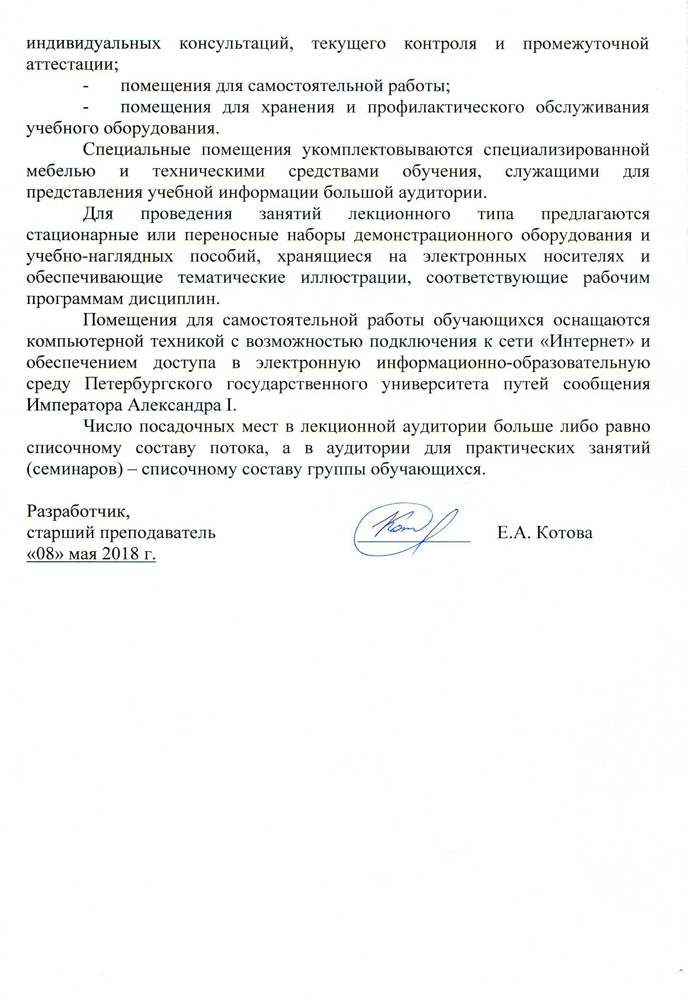 индивидуальных консультаций, текущего контроля и промежуточной
аттестации;
- помещения для самостоятельной работы;
- помещения для хранения и профилактического обслуживания
учебного оборудования.
Специальные помещения укомплектовываются специализированной
мебелью и техническими средствами обучения, служащими для
представления учебной информации большой аудитории.
Для проведения занятий лекционного типа предлагаются
стационарные или переносные наборы демонстрационного оборудования и
учебно-наглядных пособий, хранящиеся на электронных носителях и
обеспечивающие тематические иллюстрации, соответствующие рабочим
программам дисциплин.
Помещения для самостоятельной работы обучающихся оснащаются
компьютерной техникой с возможностью подключения к сети «Интернет» и
обеспечением доступа в электронную информационно-образовательную
среду Петербургского государственного университета путей сообщения
Императора Александра I.
Число посадочных мест в лекционной аудитории больше либо равно
списочному составу потока, а в аудитории для практических занятий
(семинаров) – списочному составу группы обучающихся.
Разработчик,
старший преподаватель Кот Е.А. Котова
«08» мая 2018 г.